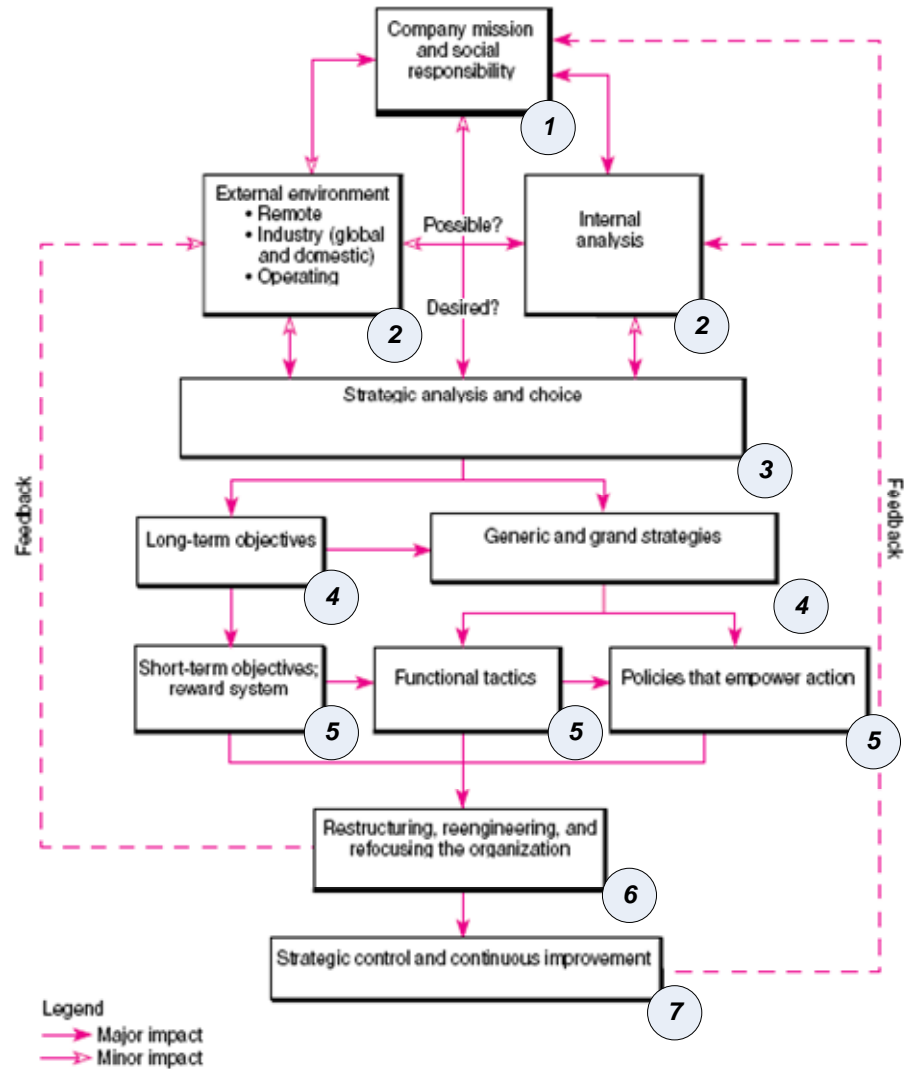 Company mission
and social
responsibility
1
External environment
• Remote
• Industry (global
and domestic)
• Operating
2
Possible?
Desired?
Internal
analysis
2
Strategic analysis and choice
3
Feedback
Feedback
Long-term objectives
4
Generic and grand strategies
4
Short-term objectives;
reward system
5
Functional tactics
5
Policies that empower action
5
Restructuring, reengineering, and
refocusing the organization
6
Strategic control and continuous improvement
7
Legend
Major impact
Minor impact